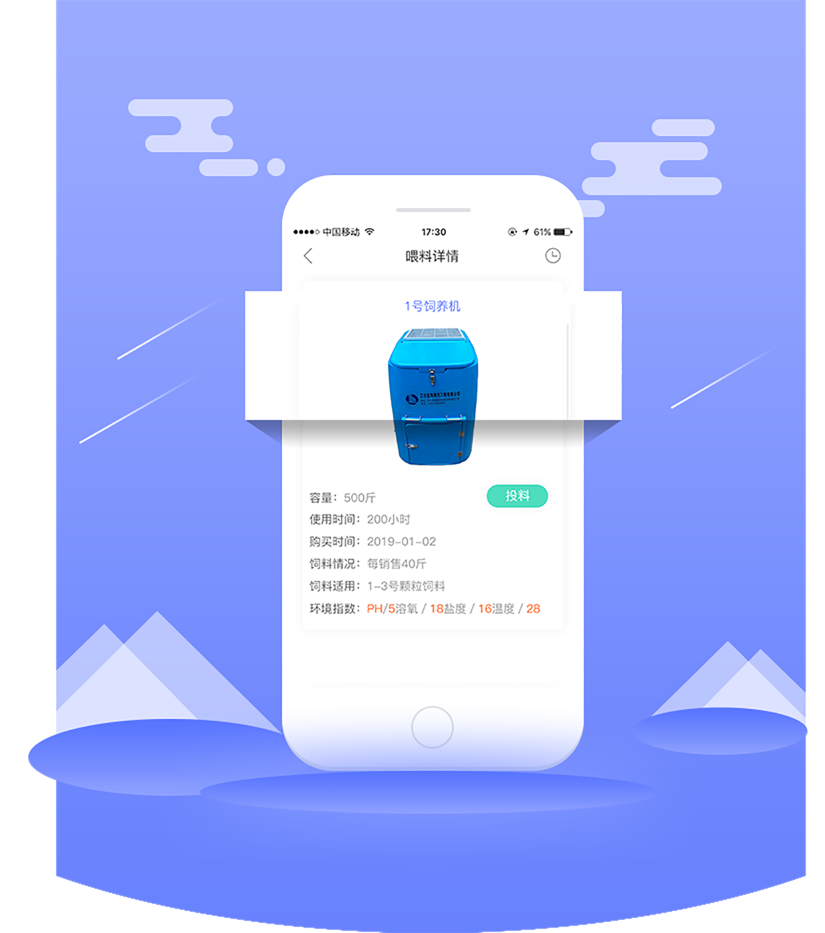 中国移动 17:30 61%
喂料详情
1号饲养机
容量：500斤 投料
使用时间：200小时
购买时间：2019-01-02
饲料情况：每销售40斤
饲料适用：1-3号颗粒饲料
环境指数：PH/5溶氧 / 18盐度 / 16温度 / 28